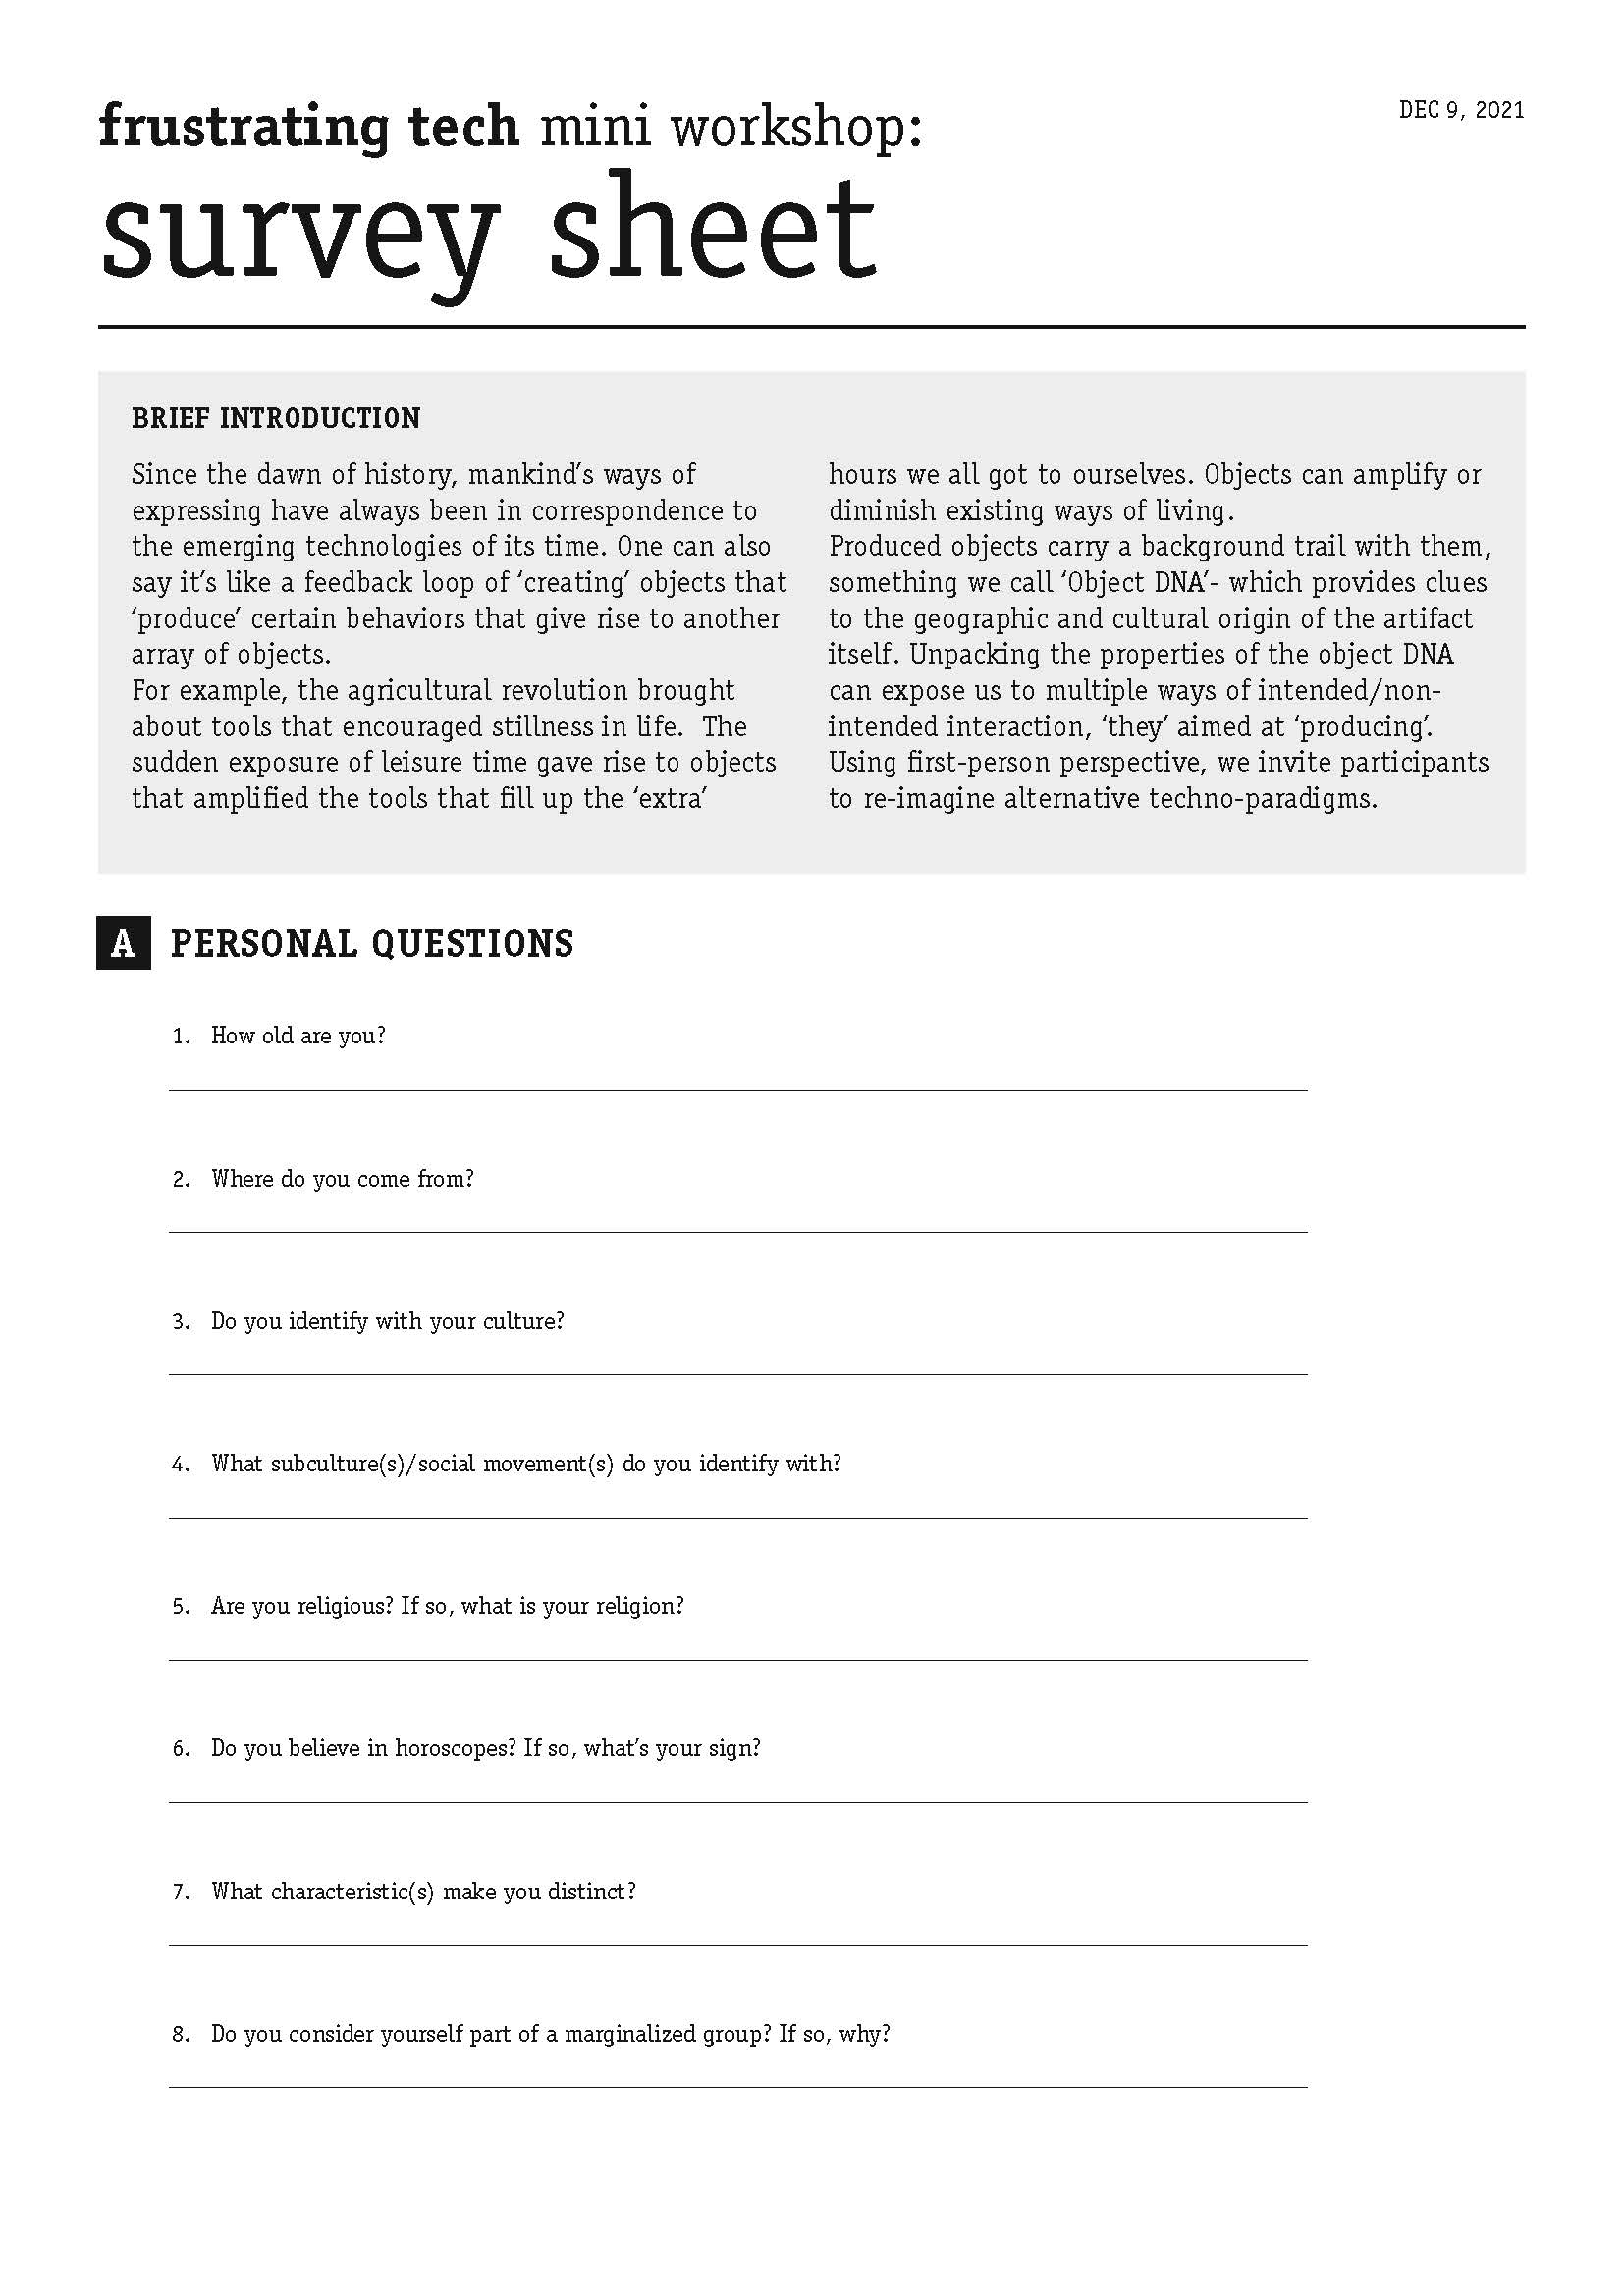 frustrating tech mini workshop:
DEC 9, 2021
survey sheet
BRIEF INTRODUCTION
Since the dawn of history, mankind’s ways of
expressing have always been in correspondence to
the emerging technologies of its time. One can also
say it’s like a feedback loop of ‘creating’ objects that
‘produce’ certain behaviors that give rise to another
array of objects.
For example, the agricultural revolution brought
about tools that encouraged stillness in life.  The
sudden exposure of leisure time gave rise to objects
that amplified the tools that fill up the ‘extra’
hours we all got to ourselves. Objects can amplify or
diminish existing ways of living.
Produced objects carry a background trail with them,
something we call ‘Object DNA’- which provides clues
to the geographic and cultural origin of the artifact
itself. Unpacking the properties of the object DNA
can expose us to multiple ways of intended/non-
intended interaction, ‘they’ aimed at ‘producing’.
Using first-person perspective, we invite participants
to re-imagine alternative techno-paradigms.
A PERSONAL QUESTIONS
1. How old are you?
2. Where do you come from?
3. Do you identify with your culture?
4. What subculture(s)/social movement(s) do you identify with?
5. Are you religious? If so, what is your religion?
6. Do you believe in horoscopes? If so, what’s your sign?
7. What characteristic(s) make you distinct?
8. Do you consider yourself part of a marginalized group? If so, why?